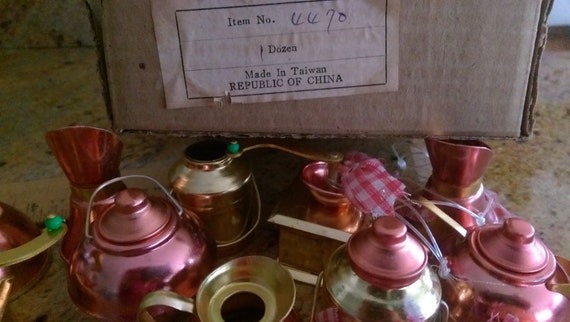 Item No. 4470
1 Dozen
Made In Taiwan
REPUBLIC OF CHINA